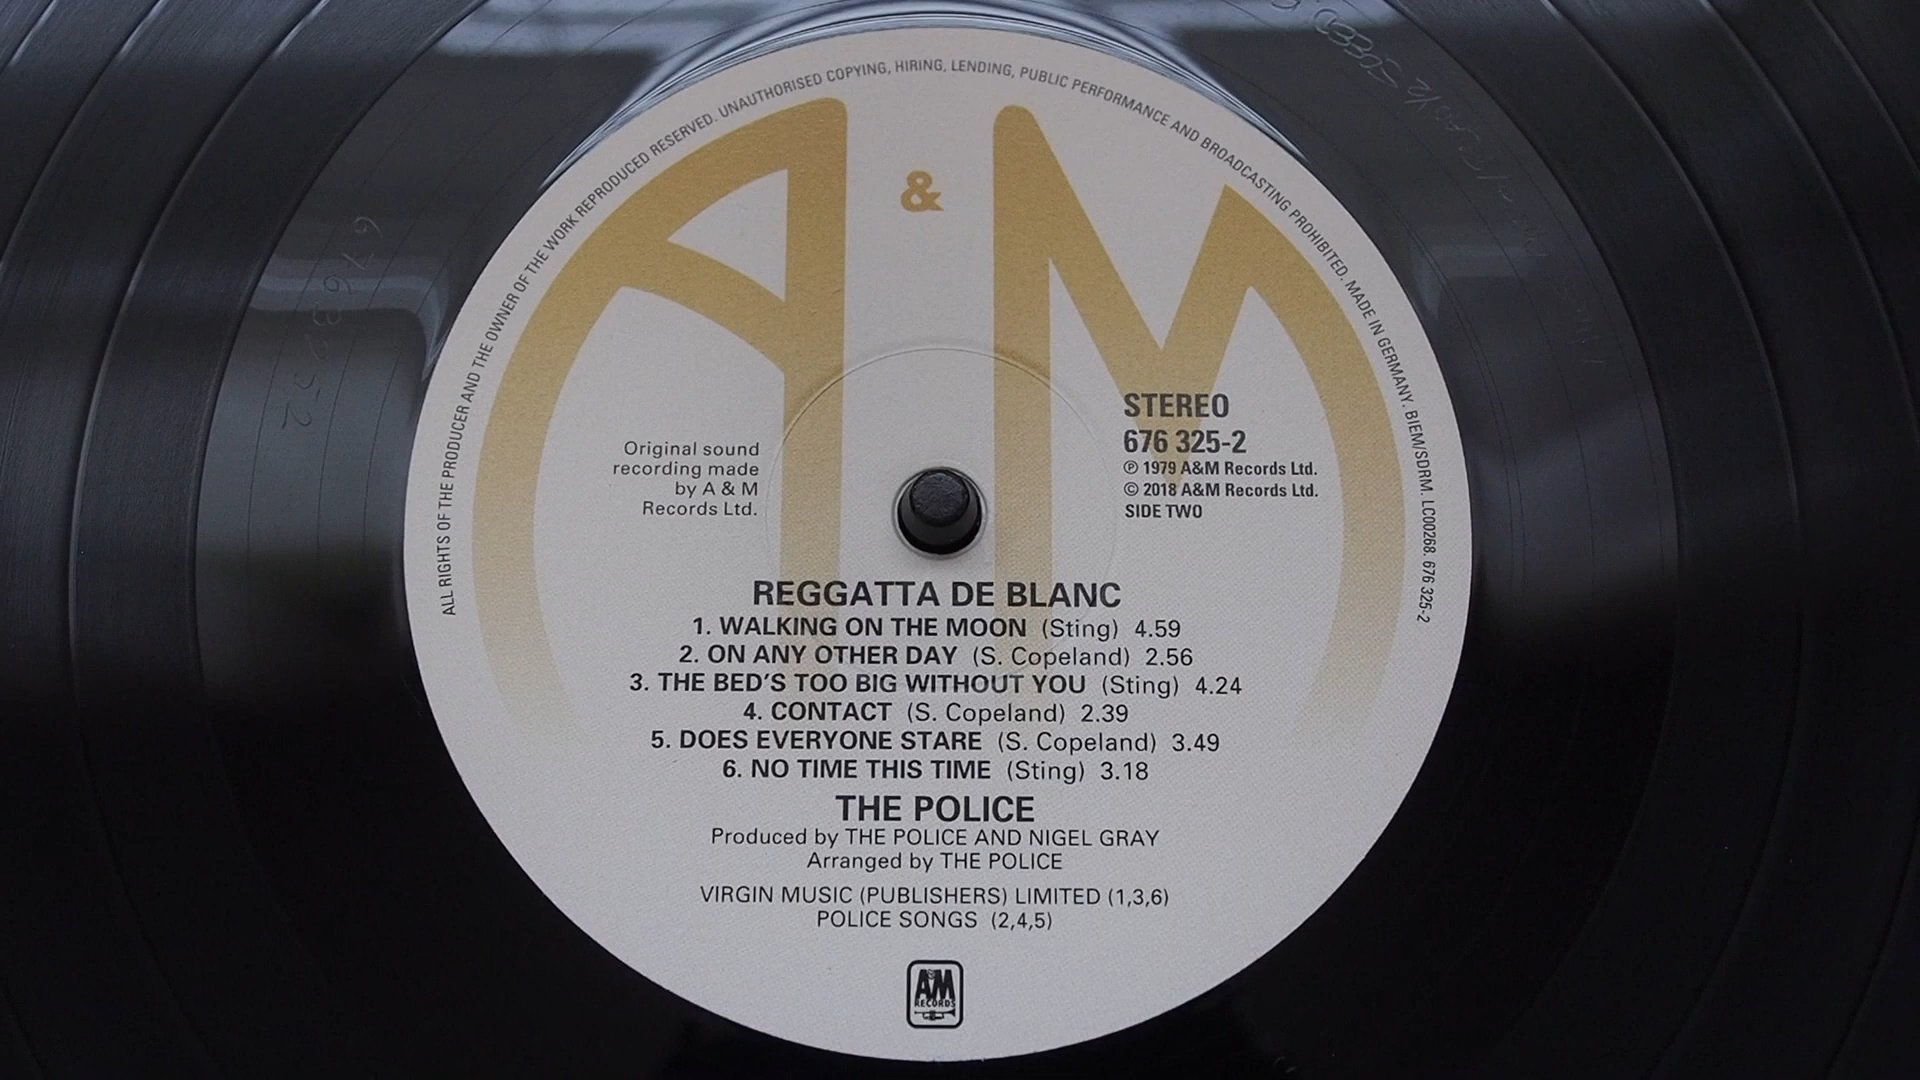 ALL RIGHTS OF THE PRODUCER AND THE OWNER OF THE WORK REPRODUCED RESERVED. UNAUTHORISED COPYING, HIRING, LENDING, PUBLIC PERFORMANCE AND BROADCASTING PROHIBITED. MADE IN GERMANY. BIEM/SDRM. LC00268. 676 325-2
A & M
Original sound
recording made
by A & M
Records Ltd.
STEREO
676 325-2
℗ 1979 A&M Records Ltd.
© 2018 A&M Records Ltd.
SIDE TWO
REGGATTA DE BLANC
1. WALKING ON THE MOON (Sting) 4.59
2. ON ANY OTHER DAY (S. Copeland) 2.56
3. THE BED'S TOO BIG WITHOUT YOU (Sting) 4.24
4. CONTACT (S. Copeland) 2.39
5. DOES EVERYONE STARE (S. Copeland) 3.49
6. NO TIME THIS TIME (Sting) 3.18
THE POLICE
Produced by THE POLICE AND NIGEL GRAY
Arranged by THE POLICE
VIRGIN MUSIC (PUBLISHERS) LIMITED (1,3,6)
POLICE SONGS (2,4,5)
AM
RECORDS